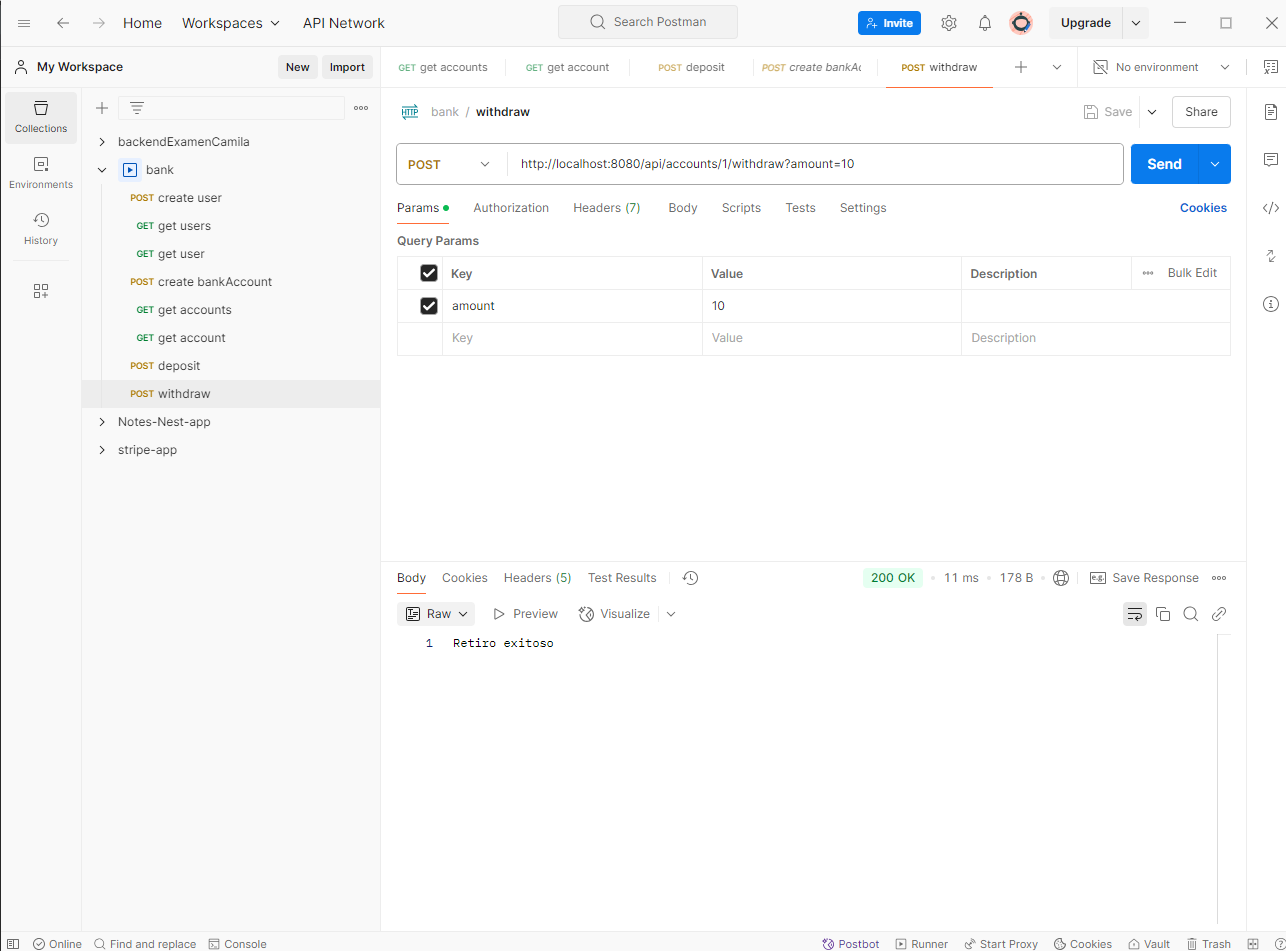 Home Workspaces API Network Search Postman Invite Upgrade
My Workspace New Import
GET get accounts GET get account POST deposit POST create bankAc POST withdraw No environment
Collections
Environments
History
backendExamenCamila
bank
POST create user
GET get users
GET get user
POST create bankAccount
GET get accounts
GET get account
POST deposit
POST withdraw
Notes-Nest-app
stripe-app
HTTP bank / withdraw Save Share
POST http://localhost:8080/api/accounts/1/withdraw?amount=10 Send
Params Authorization Headers (7) Body Scripts Tests Settings Cookies
Query Params
Key Value Description Bulk Edit
amount 10
Key Value Description
Body Cookies Headers (5) Test Results 200 OK 11 ms 178 B e.g. Save Response
Raw Preview Visualize
1 Retiro exitoso
Online Find and replace Console Postbot Runner Start Proxy Cookies Vault Trash